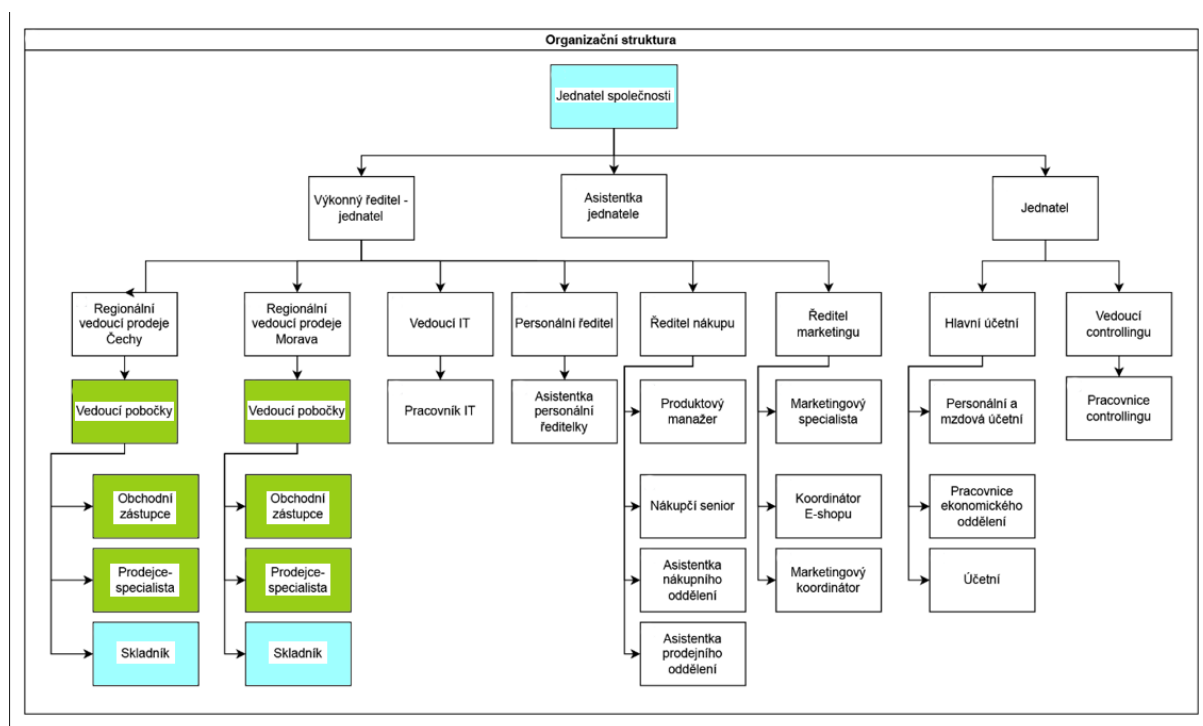 Organizační struktura
Jednatel společnosti
Výkonný ředitel -
jednatel
Asistentka
jednatele
Jednatel
Regionální
vedoucí prodeje
Čechy
Regionální
vedoucí prodeje
Morava
Vedoucí IT
Personální ředitel
Ředitel nákupu
Ředitel
marketingu
Hlavní účetní
Vedoucí
controllingu
Vedoucí pobočky
Vedoucí pobočky
Pracovník IT
Asistentka
personální
ředitelky
Produktový
manažer
Marketingový
specialista
Personální a
mzdová účetní
Pracovnice
controllingu
Obchodní
zástupce
Obchodní
zástupce
Nákupčí senior
Koordinátor
E-shopu
Pracovnice
ekonomického
oddělení
Prodejce-
specialista
Prodejce-
specialista
Asistentka
nákupního
oddělení
Marketingový
koordinátor
Účetní
Skladník
Skladník
Asistentka
prodejního
oddělení